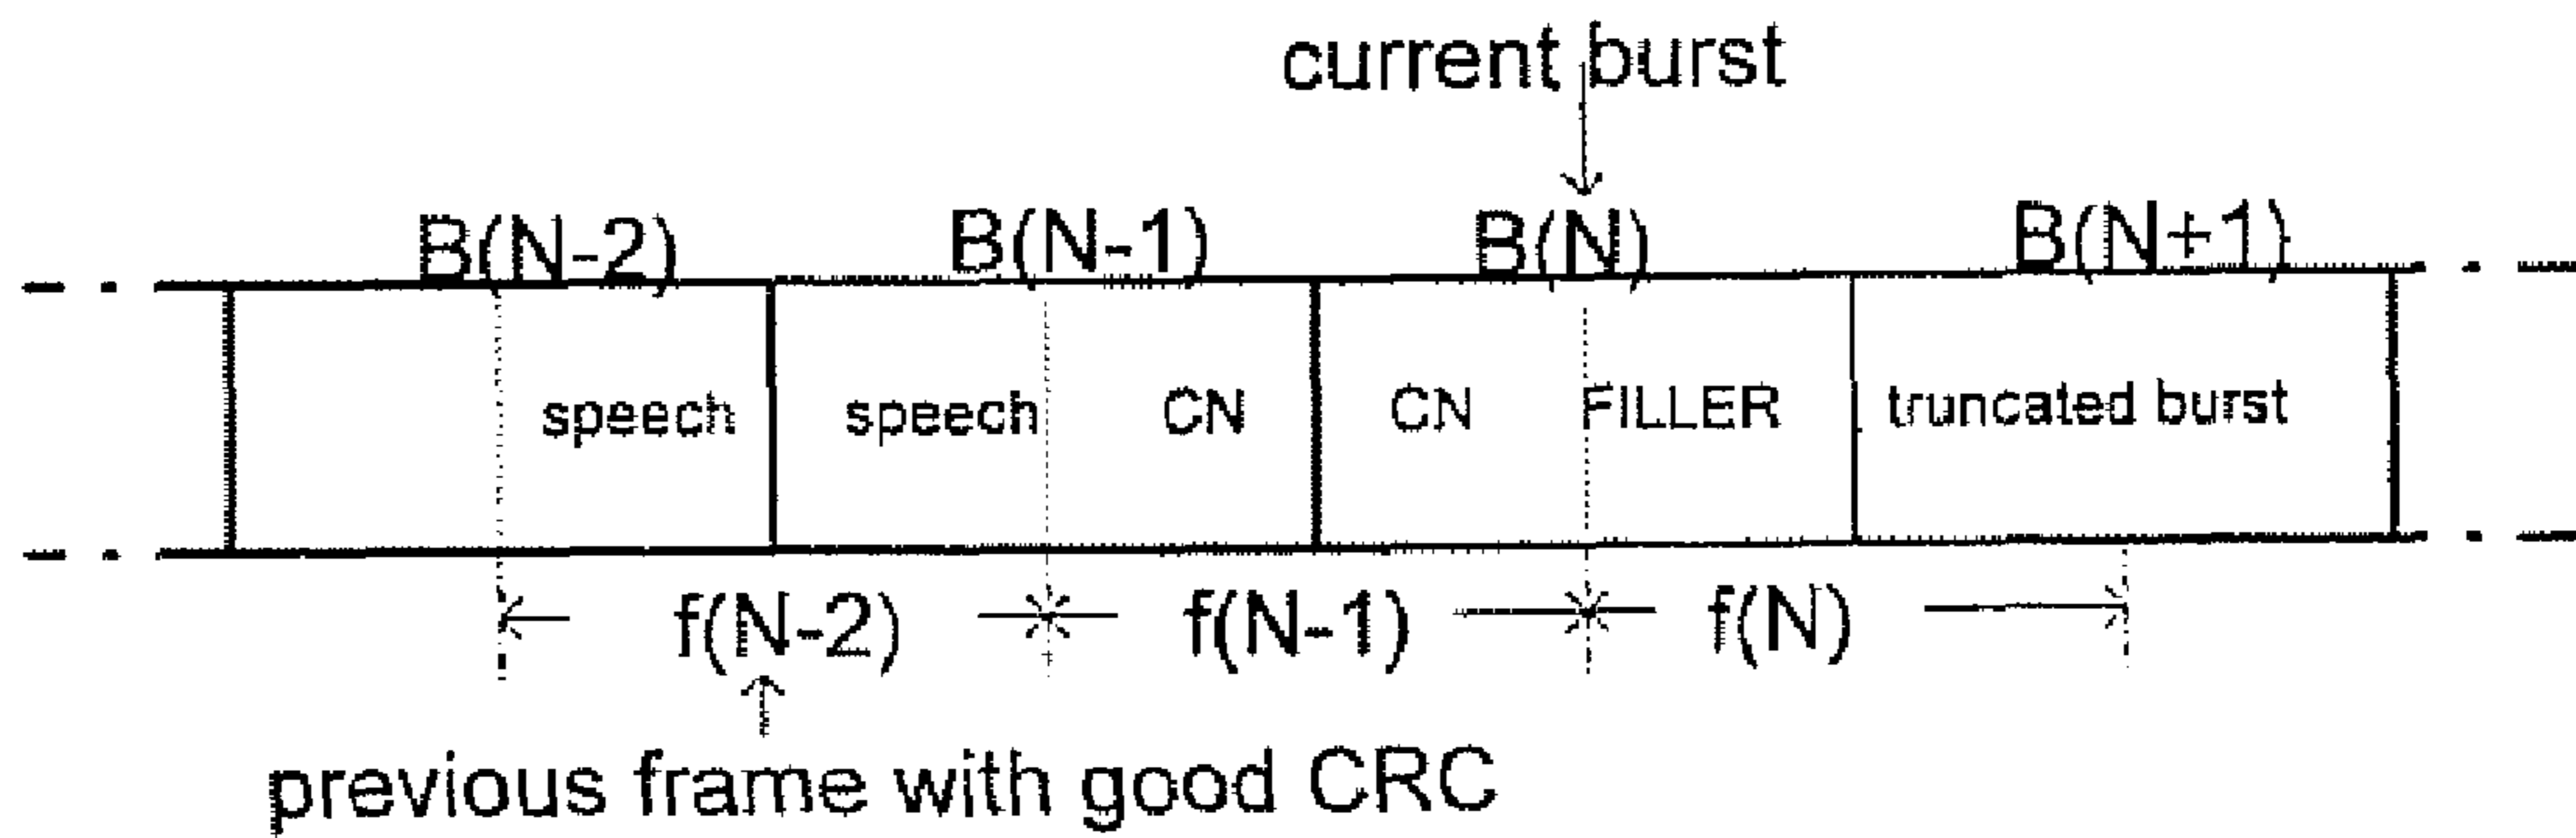 current burst
B(N-2) B(N-1) B(N) B(N+1)
speech speech CN CN FILLER truncated burst
f(N-2) f(N-1) f(N)
previous frame with good CRC